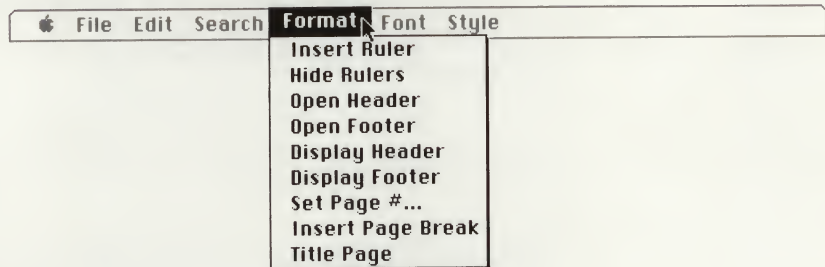 File Edit Search Format Font Style
Insert Ruler
Hide Rulers
Open Header
Open Footer
Display Header
Display Footer
Set Page #...
Insert Page Break
Title Page